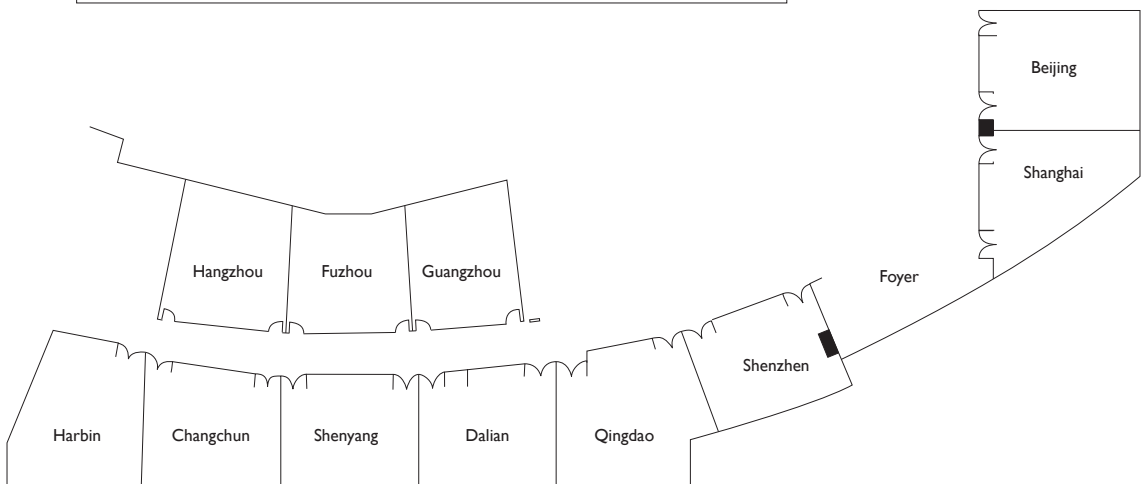 Beijing
Shanghai
Hangzhou
Fuzhou
Guangzhou
Foyer
Shenzhen
Harbin
Changchun
Shenyang
Dalian
Qingdao